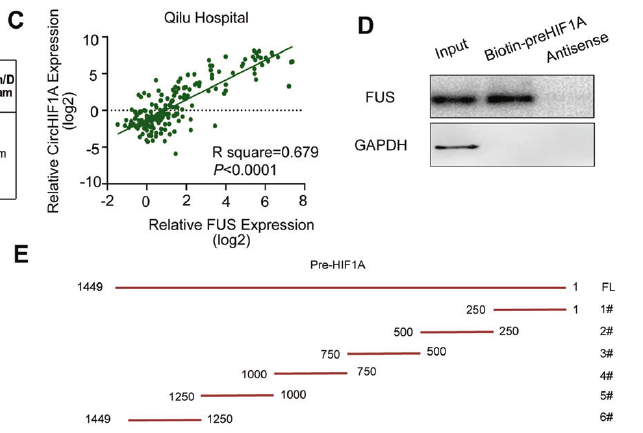 C
Qilu Hospital
n/D
am
m
Relative CircHIF1A Expression
(log2)
10
5
0
-5
-10
R square=0.679
P<0.0001
-2 0 2 4 6 8
Relative FUS Expression
(log2)
D
Input Biotin-preHIF1A Antisense
FUS
GAPDH
E
Pre-HIF1A
1449 1 FL
250 1 1#
500 250 2#
750 500 3#
1000 750 4#
1250 1000 5#
1449 1250 6#